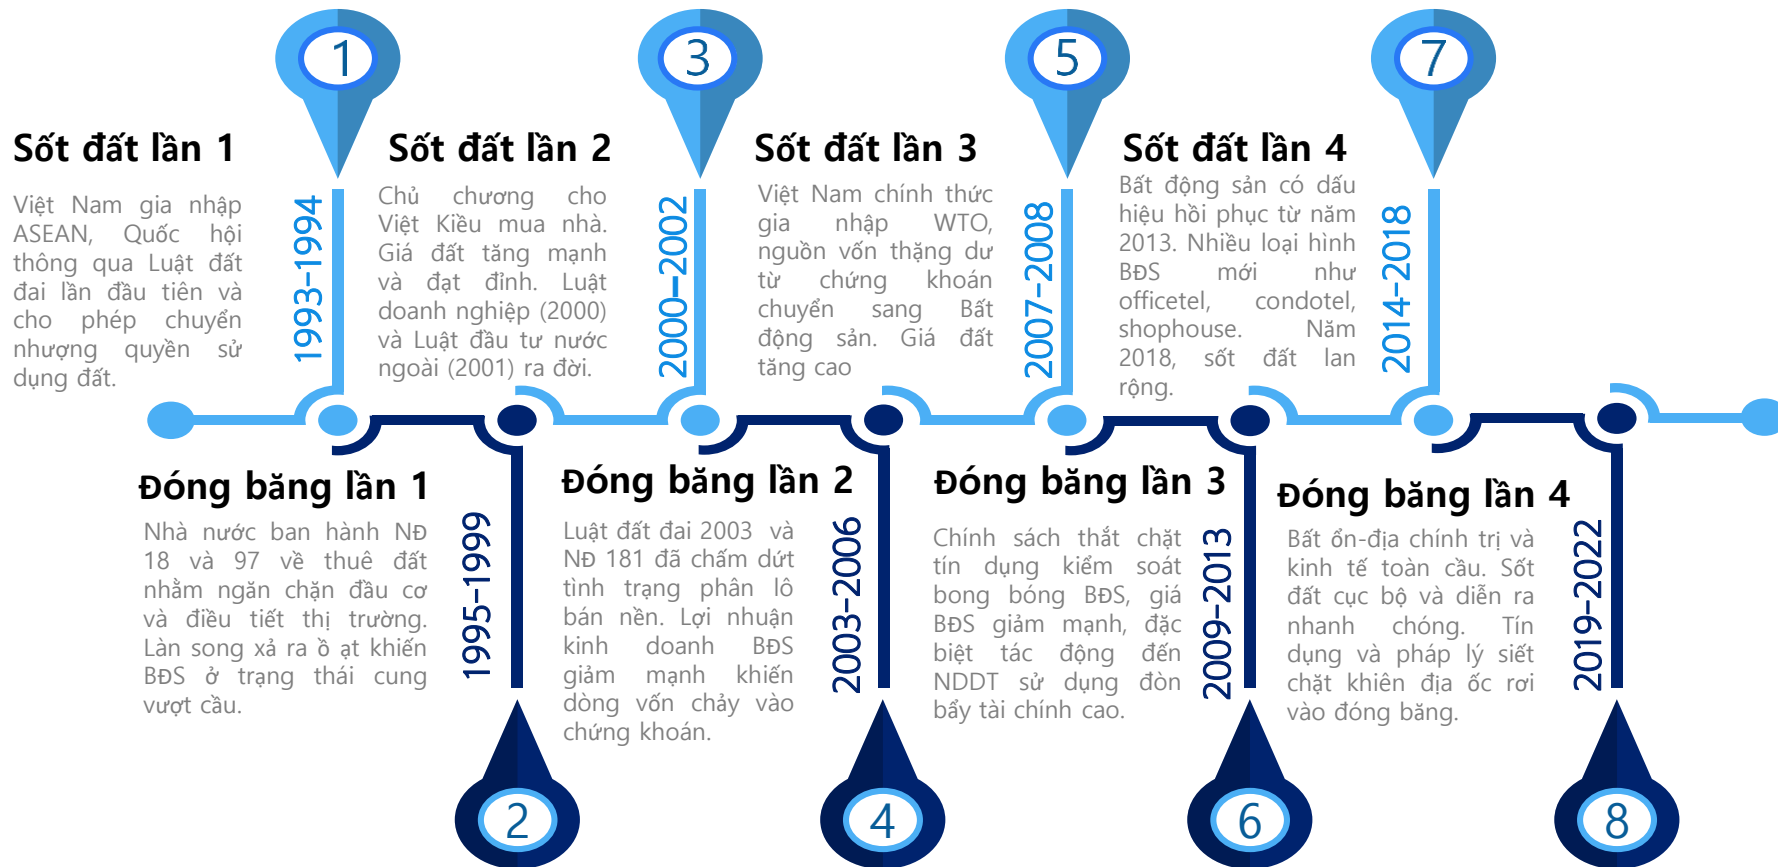 1
Sốt đất lần 1
Việt Nam gia nhập
ASEAN, Quốc hội
thông qua Luật đất
đai lần đầu tiên và
cho phép chuyển
nhượng quyền sử
dụng đất.
1993-1994
3
Sốt đất lần 2
Chủ chương cho
Việt Kiều mua nhà.
Giá đất tăng mạnh
và đạt đỉnh. Luật
doanh nghiệp (2000)
và Luật đầu tư nước
ngoài (2001) ra đời.
2000-2002
5
Sốt đất lần 3
Việt Nam chính thức
gia nhập WTO,
nguồn vốn thặng dư
từ chứng khoán
chuyển sang Bất
động sản. Giá đất
tăng cao
2007-2008
7
Sốt đất lần 4
Bất động sản có dấu
hiệu hồi phục từ năm
2013. Nhiều loại hình
BĐS mới như
officetel, condotel,
shophouse. Năm
2018, sốt đất lan
rộng.
2014-2018
Đóng băng lần 1
Nhà nước ban hành NĐ
18 và 97 về thuê đất
nhằm ngăn chặn đầu cơ
và điều tiết thị trường.
Làn song xả ra ồ ạt khiến
BĐS ở trạng thái cung
vượt cầu.
1995-1999
2
Đóng băng lần 2
Luật đất đai 2003 và
NĐ 181 đã chấm dứt
tình trạng phân lô
bán nền. Lợi nhuận
kinh doanh BĐS
giảm mạnh khiến
dòng vốn chảy vào
chứng khoán.
2003-2006
4
Đóng băng lần 3
Chính sách thắt chặt
tín dụng kiểm soát
bong bóng BĐS, giá
BĐS giảm mạnh, đặc
biệt tác động đến
NDDT sử dụng đòn
bẩy tài chính cao.
2009-2013
6
Đóng băng lần 4
Bất ổn-địa chính trị và
kinh tế toàn cầu. Sốt
đất cục bộ và diễn ra
nhanh chóng. Tín
dụng và pháp lý siết
chặt khiên địa ốc rơi
vào đóng băng.
2019-2022
8